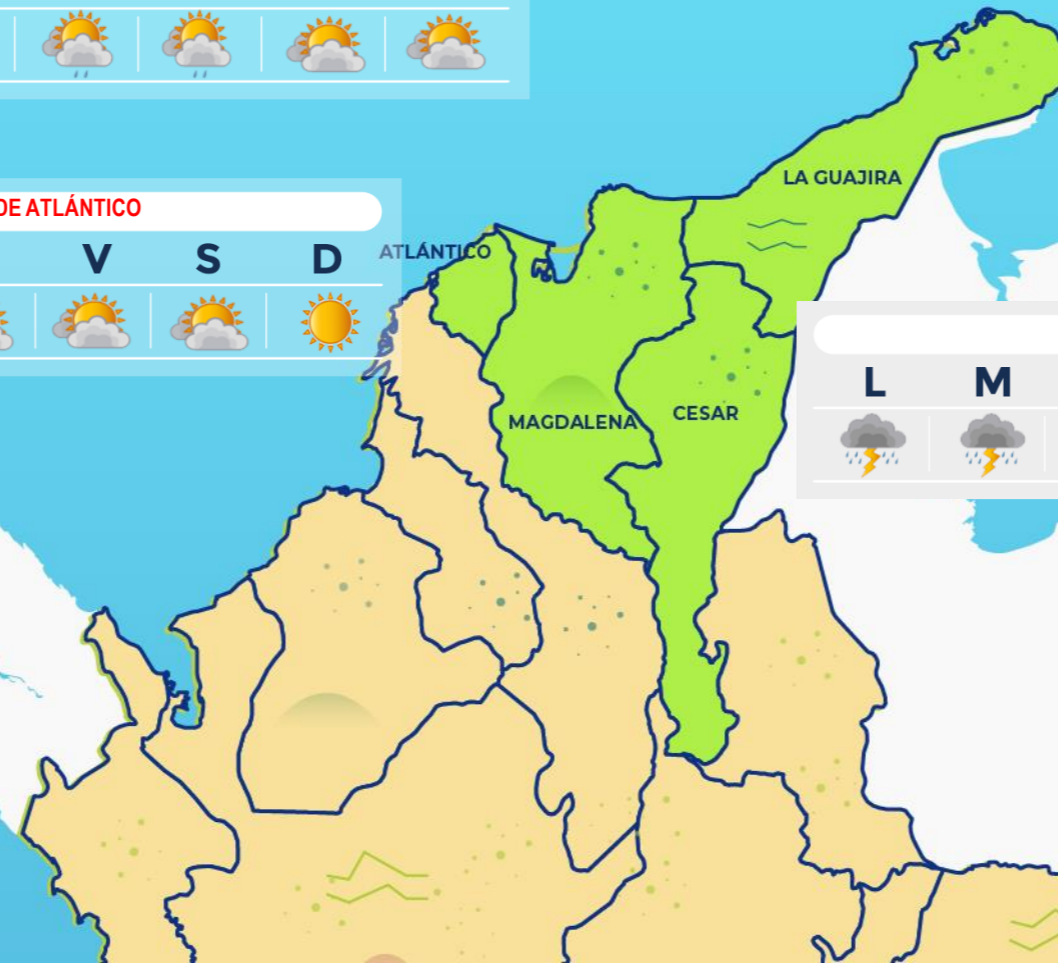 LA GUAJIRA
DE ATLÁNTICO
V S D
ATLÁNTICO
L M
MAGDALENA
CESAR